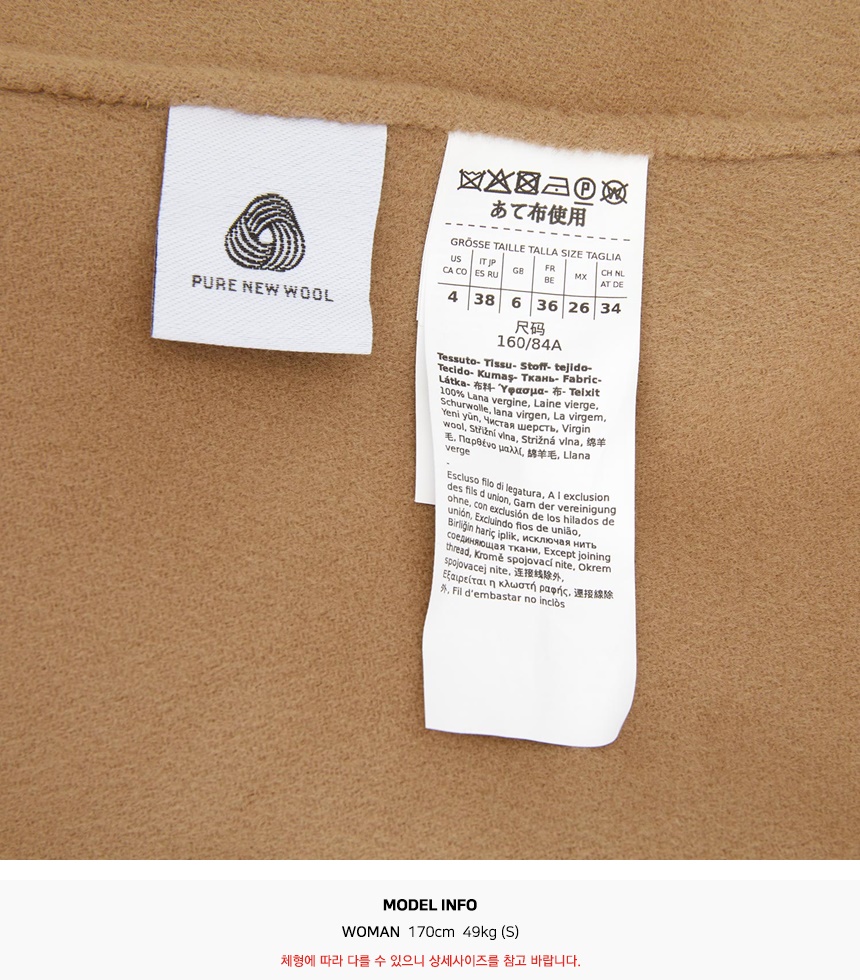 PURE NEW WOOL
P
W
あて布使用
GRÖSSE TAILLE TALLA SIZE TAGLIA
US CA CO
IT JP ES RU
GB
FR BE
MX
CH NL AT DE
4 38 6 36 26 34
尺码
160/84A
Tessuto- Tissu- Stoff- tejido-
Tecido- Kumaş- Ткань- Fabric-
Látka- 布料- Ύφασμα- 布- Teixit
100% Lana vergine, Laine vierge,
Schurwolle, lana virgen, La virgem,
Yeni yün, Чистая шерсть, Virgin
wool, Střižní vlna, Strižná vlna, 绵羊
毛, Παρθένο μαλλί, 綿羊毛, Llana
verge
-
Escluso filo di legatura, A l exclusion
des fils d union, Garn der vereinigung
ohne, con exclusión de los hilados de
unión, Excluindo fios de união,
Birliğin hariç iplik, исключая нить
соединяющая ткани, Except joining
thread, Kromě spojovací nite, Okrem
spojovacej nite, 连接线除外,
Εξαιρείται η κλωστή ραφής, 連接線除
外, Fil d'embastar no inclòs
MODEL INFO
WOMAN 170cm 49kg (S)
체형에 따라 다를 수 있으니 상세사이즈를 참고 바랍니다.